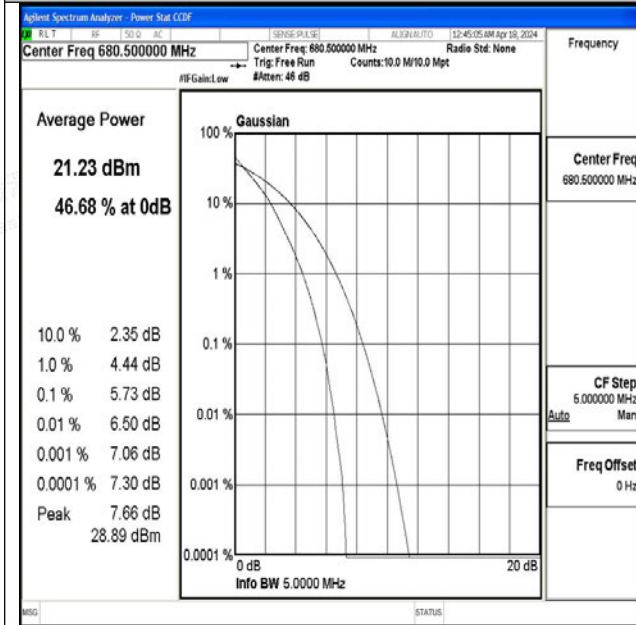 Agilent Spectrum Analyzer - Power Stat CCDF
RLT RF 50 Ω AC SENSE:PULSE ALIGNAUTO 12:45:05 AM Apr 18, 2024
Center Freq 680.500000 MHz
Center Freq: 680.500000 MHz Radio Std: None
Trig: Free Run Counts:10.0 M/10.0 Mpt
#IFGain:Low #Atten: 46 dB
Frequency
Average Power
21.23 dBm
46.68 % at 0dB
10.0 % 2.35 dB
1.0 % 4.44 dB
0.1 % 5.73 dB
0.01 % 6.50 dB
0.001 % 7.06 dB
0.0001 % 7.30 dB
Peak 7.66 dB
28.89 dBm
Gaussian
100 %
10 %
1 %
0.1 %
0.01 %
0.001 %
0.0001 %
0 dB 20 dB
Info BW 5.0000 MHz
Center Freq
680.500000 MHz
CF Step
5.000000 MHz
Auto Man
Freq Offset
0 Hz
MSG STATUS